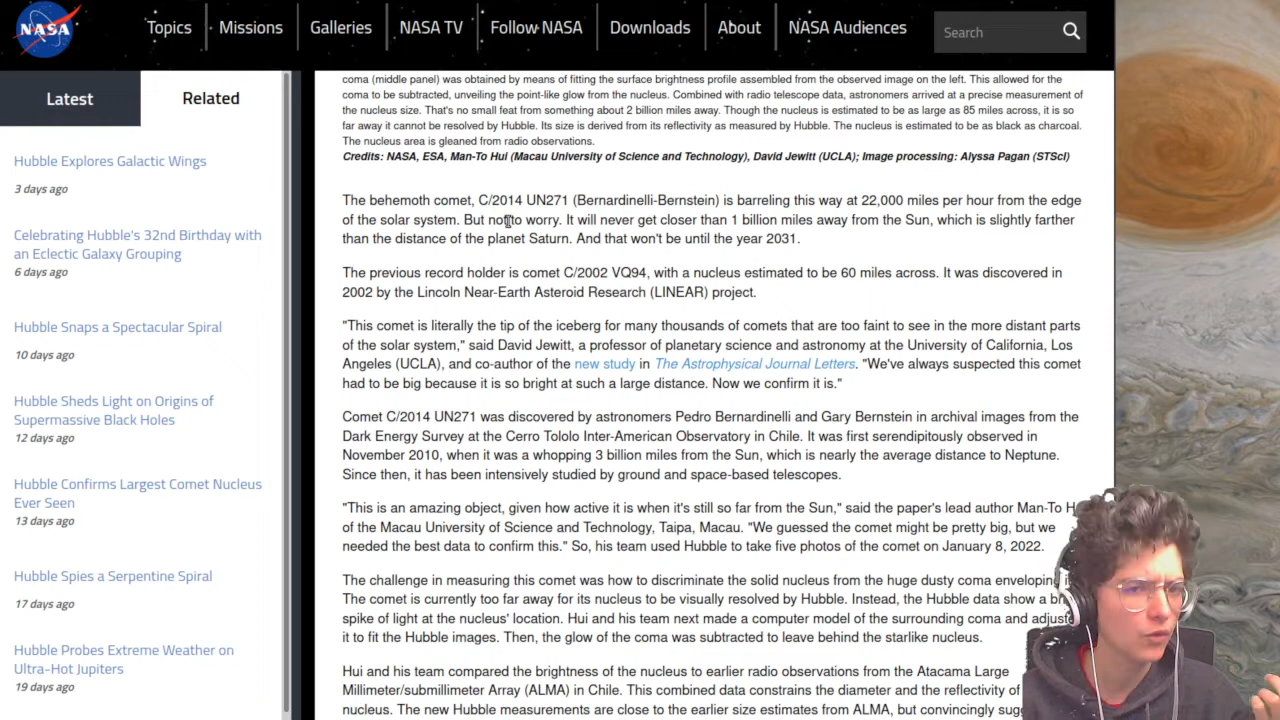 NASA
Topics
Missions
Galleries
NASA TV
Follow NASA
Downloads
About
NASA Audiences
Search
Latest
Related
Hubble Explores Galactic Wings
3 days ago
Celebrating Hubble's 32nd Birthday with
an Eclectic Galaxy Grouping
6 days ago
Hubble Snaps a Spectacular Spiral
10 days ago
Hubble Sheds Light on Origins of
Supermassive Black Holes
12 days ago
Hubble Confirms Largest Comet Nucleus
Ever Seen
13 days ago
Hubble Spies a Serpentine Spiral
17 days ago
Hubble Probes Extreme Weather on
Ultra-Hot Jupiters
19 days ago
coma (middle panel) was obtained by means of fitting the surface brightness profile assembled from the observed image on the left. This allowed for the
coma to be subtracted, unveiling the point-like glow from the nucleus. Combined with radio telescope data, astronomers arrived at a precise measurement of
the nucleus size. That's no small feat from something about 2 billion miles away. Though the nucleus is estimated to be as large as 85 miles across, it is so
far away it cannot be resolved by Hubble. Its size is derived from its reflectivity as measured by Hubble. The nucleus is estimated to be as black as charcoal.
The nucleus area is gleaned from radio observations.
Credits: NASA, ESA, Man-To Hui (Macau University of Science and Technology), David Jewitt (UCLA); Image processing: Alyssa Pagan (STScI)
The behemoth comet, C/2014 UN271 (Bernardinelli-Bernstein) is barreling this way at 22,000 miles per hour from the edge
of the solar system. But not to worry. It will never get closer than 1 billion miles away from the Sun, which is slightly farther
than the distance of the planet Saturn. And that won't be until the year 2031.
The previous record holder is comet C/2002 VQ94, with a nucleus estimated to be 60 miles across. It was discovered in
2002 by the Lincoln Near-Earth Asteroid Research (LINEAR) project.
"This comet is literally the tip of the iceberg for many thousands of comets that are too faint to see in the more distant parts
of the solar system," said David Jewitt, a professor of planetary science and astronomy at the University of California, Los
Angeles (UCLA), and co-author of the new study in The Astrophysical Journal Letters. "We've always suspected this comet
had to be big because it is so bright at such a large distance. Now we confirm it is."
Comet C/2014 UN271 was discovered by astronomers Pedro Bernardinelli and Gary Bernstein in archival images from the
Dark Energy Survey at the Cerro Tololo Inter-American Observatory in Chile. It was first serendipitously observed in
November 2010, when it was a whopping 3 billion miles from the Sun, which is nearly the average distance to Neptune.
Since then, it has been intensively studied by ground and space-based telescopes.
"This is an amazing object, given how active it is when it's still so far from the Sun," said the paper's lead author Man-To
of the Macau University of Science and Technology, Taipa, Macau. "We guessed the comet might be pretty big, but we
needed the best data to confirm this." So, his team used Hubble to take five photos of the comet on January 8, 2022.
The challenge in measuring this comet was how to discriminate the solid nucleus from the huge dusty coma enveloping
The comet is currently too far away for its nucleus to be visually resolved by Hubble. Instead, the Hubble data show a
spike of light at the nucleus' location. Hui and his team next made a computer model of the surrounding coma and
it to fit the Hubble images. Then, the glow of the coma was subtracted to leave behind the starlike nucleus.
Hui and his team compared the brightness of the nucleus to earlier radio observations from the Atacama Large
Millimeter/submillimeter Array (ALMA) in Chile. This combined data constrains the diameter and the reflectivity of
nucleus. The new Hubble measurements are close to the earlier size estimates from ALMA, but convincingly